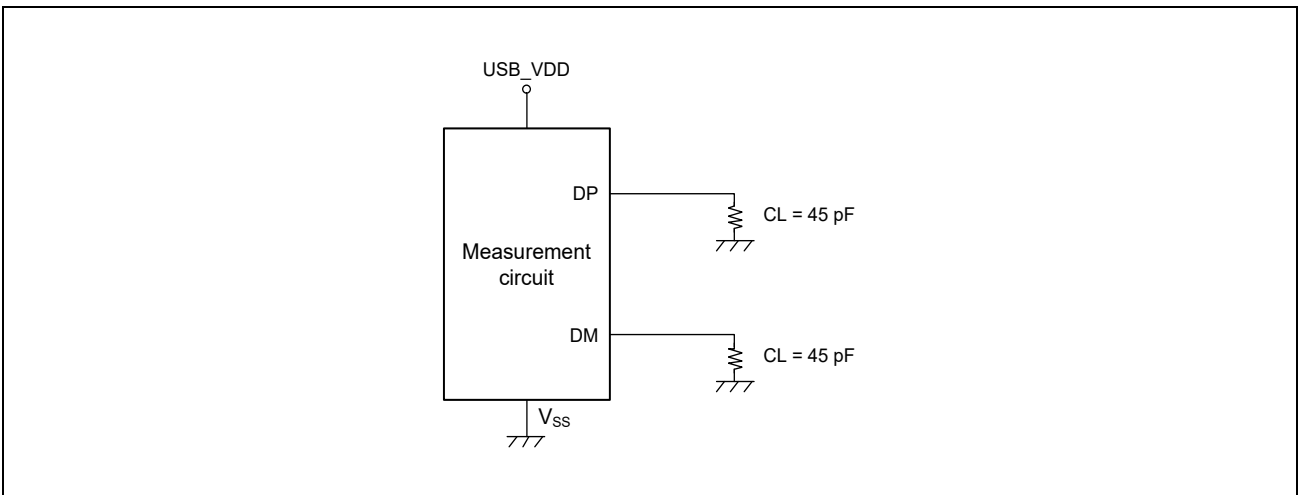 USB_VDD
DP
CL = 45 pF
Measurement
circuit
DM
CL = 45 pF
VSS